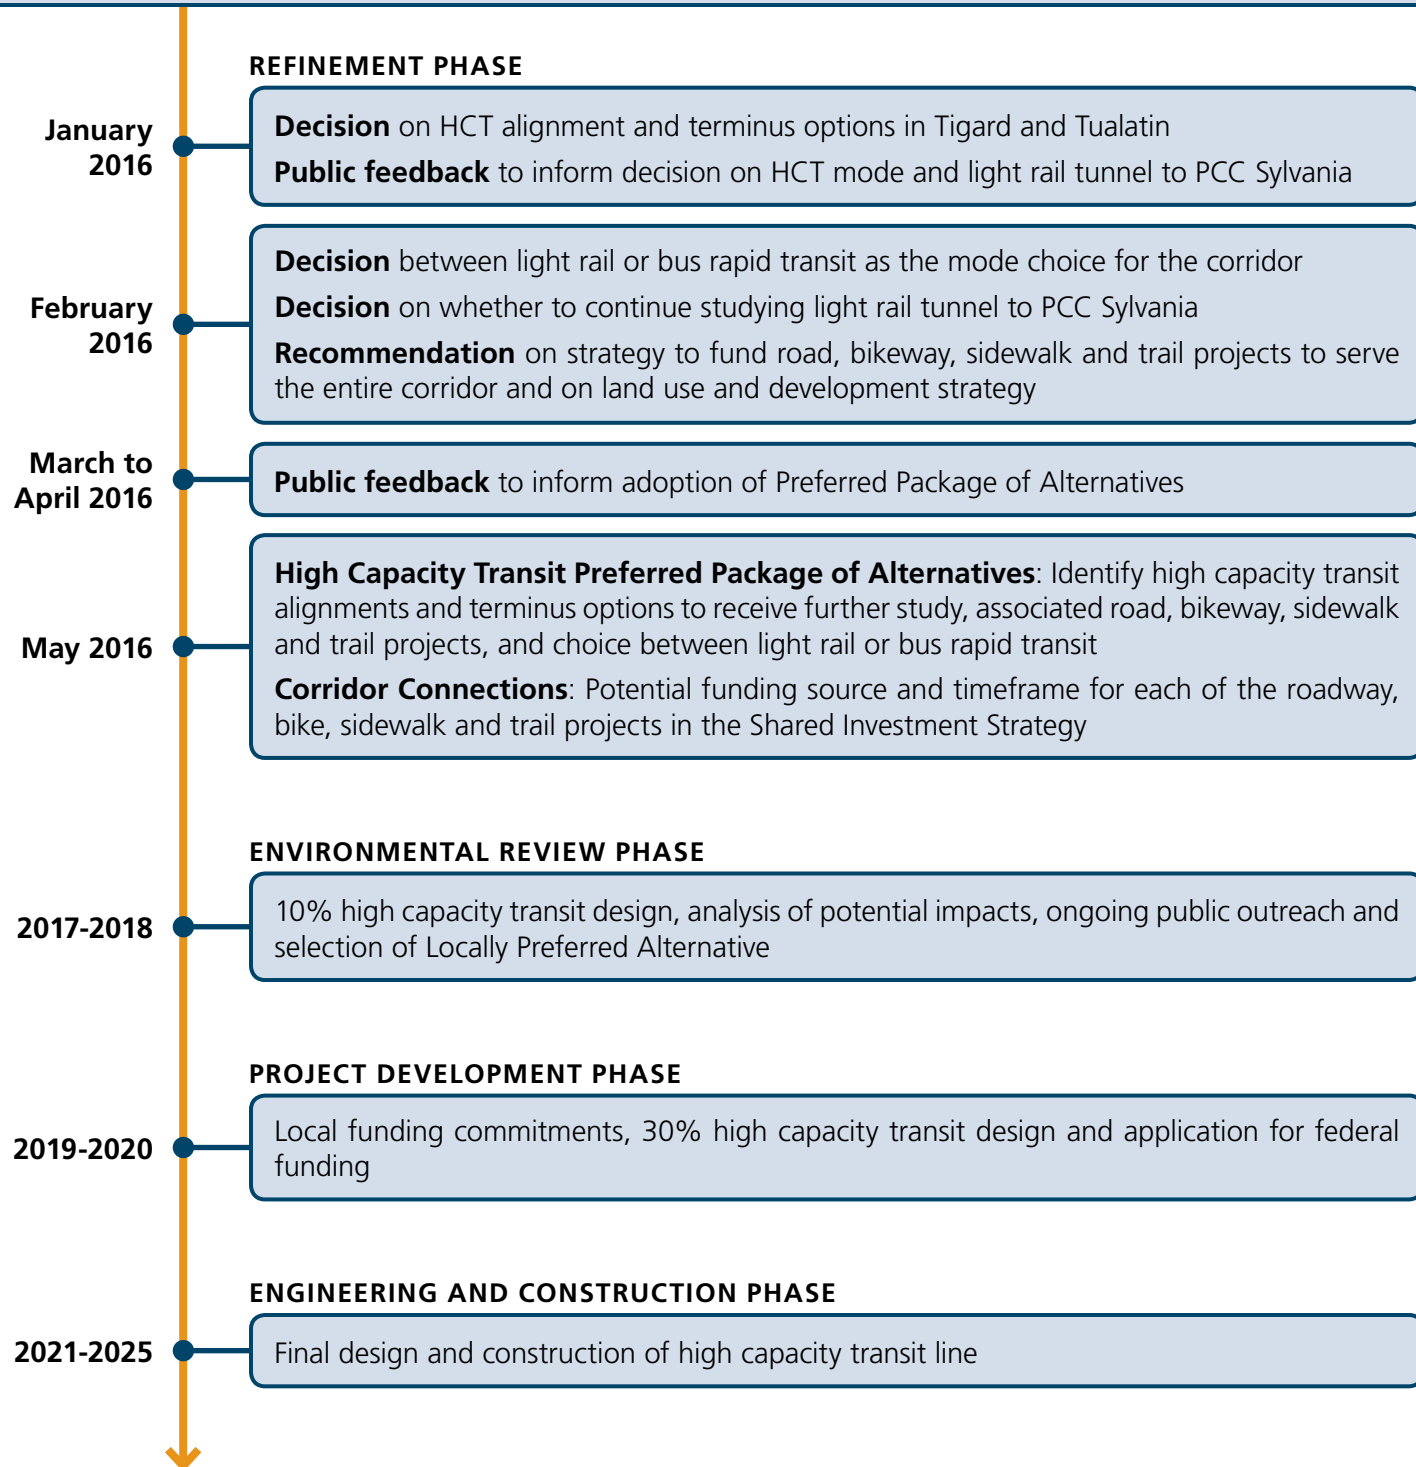 REFINEMENT PHASE
January
2016
Decision on HCT alignment and terminus options in Tigard and Tualatin
Public feedback to inform decision on HCT mode and light rail tunnel to PCC Sylvania
February
2016
Decision between light rail or bus rapid transit as the mode choice for the corridor
Decision on whether to continue studying light rail tunnel to PCC Sylvania
Recommendation on strategy to fund road, bikeway, sidewalk and trail projects to serve
the entire corridor and on land use and development strategy
March to
April 2016
Public feedback to inform adoption of Preferred Package of Alternatives
May 2016
High Capacity Transit Preferred Package of Alternatives: Identify high capacity transit
alignments and terminus options to receive further study, associated road, bikeway, sidewalk
and trail projects, and choice between light rail or bus rapid transit
Corridor Connections: Potential funding source and timeframe for each of the roadway,
bike, sidewalk and trail projects in the Shared Investment Strategy
ENVIRONMENTAL REVIEW PHASE
2017-2018
10% high capacity transit design, analysis of potential impacts, ongoing public outreach and
selection of Locally Preferred Alternative
PROJECT DEVELOPMENT PHASE
2019-2020
Local funding commitments, 30% high capacity transit design and application for federal
funding
ENGINEERING AND CONSTRUCTION PHASE
2021-2025
Final design and construction of high capacity transit line